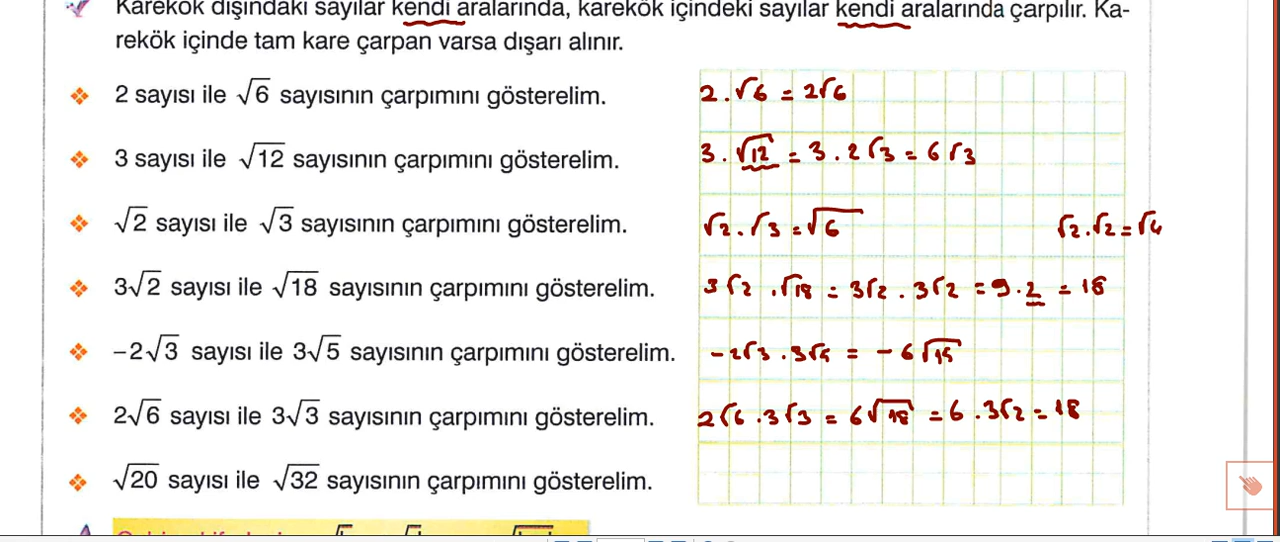 Karekök dışındaki sayılar kendi aralarında, karekök içindeki sayılar kendi aralarında çarpılır. Ka-
rekök içinde tam kare çarpan varsa dışarı alınır.
2 sayısı ile √6 sayısının çarpımını gösterelim.
2.√6 = 2√6
3 sayısı ile √12 sayısının çarpımını gösterelim.
3.√12 = 3.2√3 = 6√3
√2 sayısı ile √3 sayısının çarpımını gösterelim.
√2.√3 = √6
√2.√2=√4
3√2 sayısı ile √18 sayısının çarpımını gösterelim.
3√2.√18 = 3√2.3√2 = 9.2 = 18
-2√3 sayısı ile 3√5 sayısının çarpımını gösterelim.
-2√3.3√5 = -6√15
2√6 sayısı ile 3√3 sayısının çarpımını gösterelim.
2√6.3√3 = 6√18 = 6.3√2 = 18
√20 sayısı ile √32 sayısının çarpımını gösterelim.